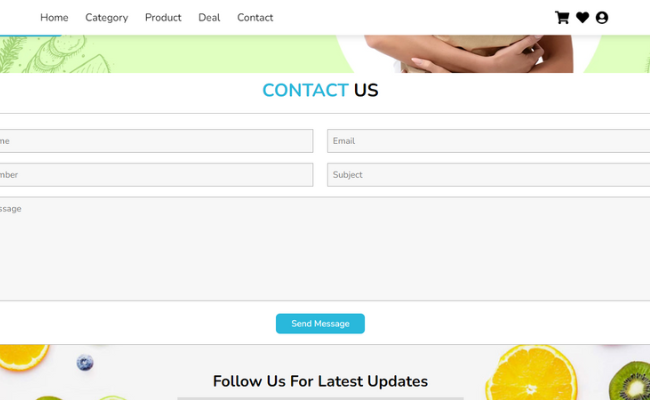 Home Category Product Deal Contact
CONTACT US
me Email
mber Subject
ssage
Send Message
Follow Us For Latest Updates